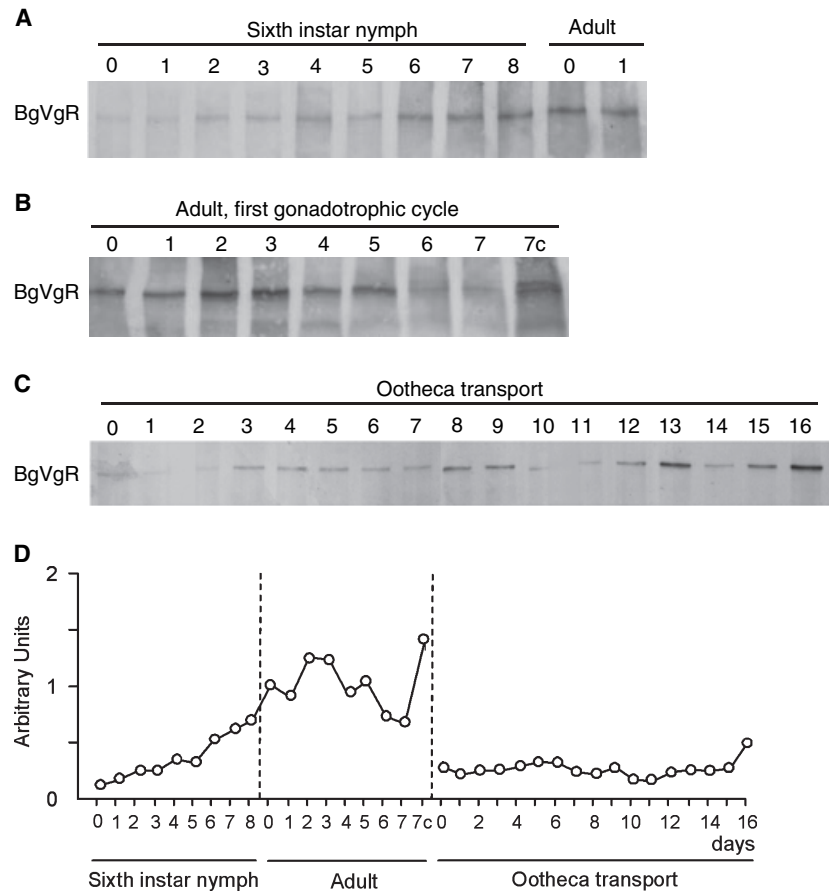 A
Sixth instar nymph Adult
0 1 2 3 4 5 6 7 8 0 1
BgVgR
B
Adult, first gonadotrophic cycle
0 1 2 3 4 5 6 7 7c
BgVgR
C
Ootheca transport
0 1 2 3 4 5 6 7 8 9 10 11 12 13 14 15 16
BgVgR
D
2
1
0
Arbitrary Units
0 1 2 3 4 5 6 7 8 0 1 2 3 4 5 6 7 7c 0 2 4 6 8 10 12 14 16
days
Sixth instar nymph Adult Ootheca transport